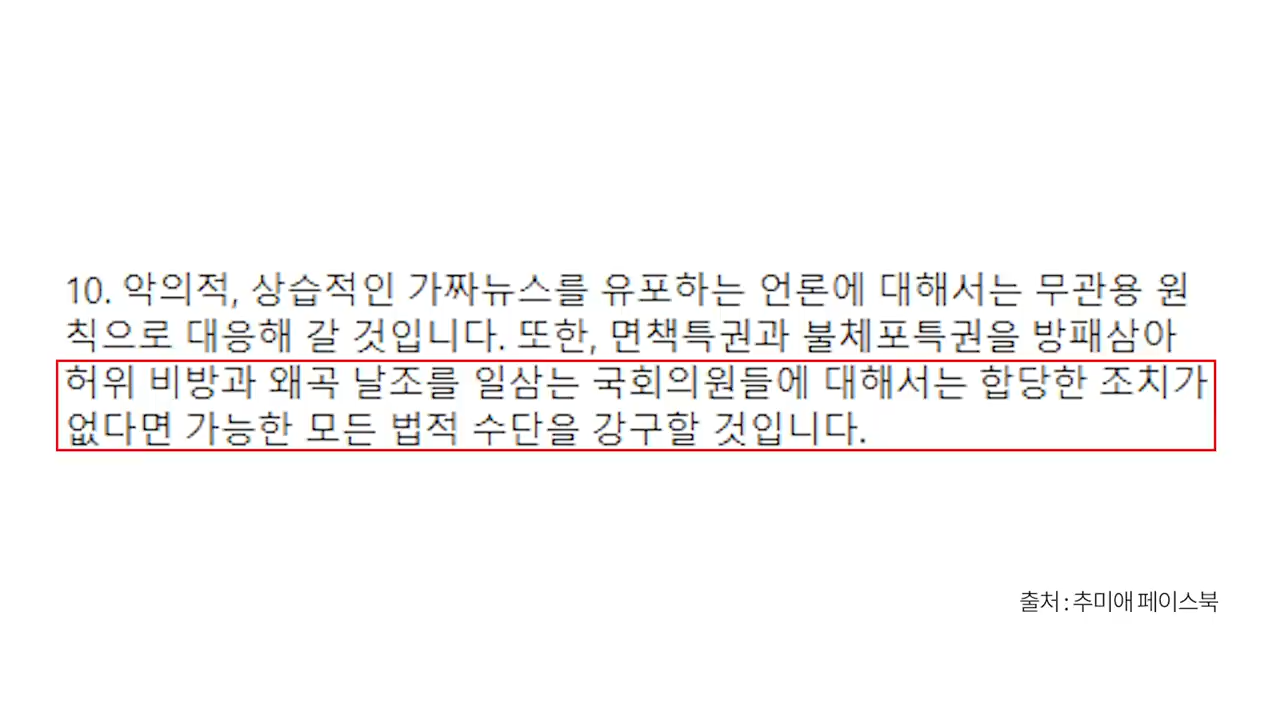 10. 악의적, 상습적인 가짜뉴스를 유포하는 언론에 대해서는 무관용 원
칙으로 대응해 갈 것입니다. 또한, 면책특권과 불체포특권을 방패삼아
허위 비방과 왜곡 날조를 일삼는 국회의원들에 대해서는 합당한 조치가
없다면 가능한 모든 법적 수단을 강구할 것입니다.
출처 : 추미애 페이스북